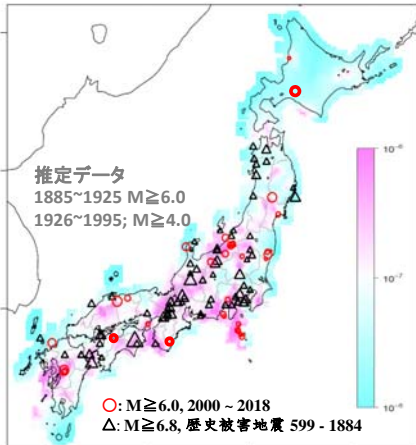 推定データ
1885~1925 M≧6.0
1926~1995; M≧4.0
10⁻⁶
10⁻⁷
10⁻⁸
○: M≧6.0, 2000 ~ 2018
△: M≧6.8, 歴史被害地震 599 - 1884